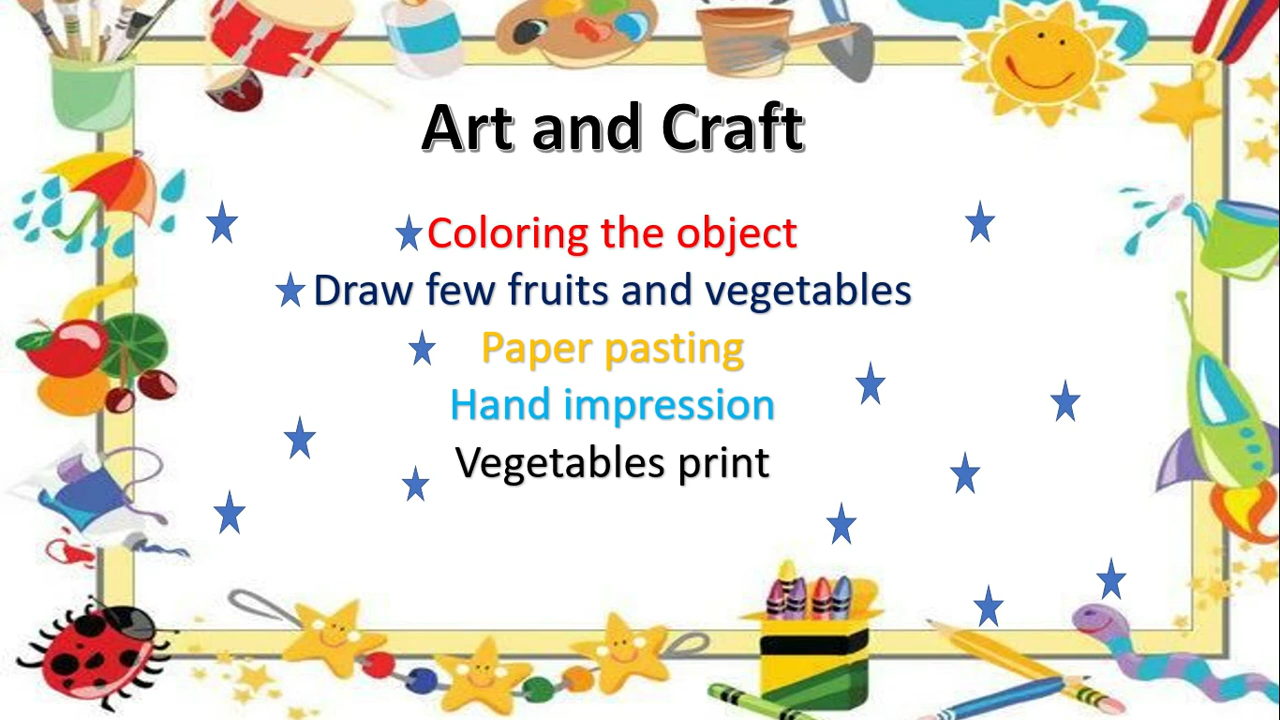 Art and Craft
Coloring the object
Draw few fruits and vegetables
Paper pasting
Hand impression
Vegetables print